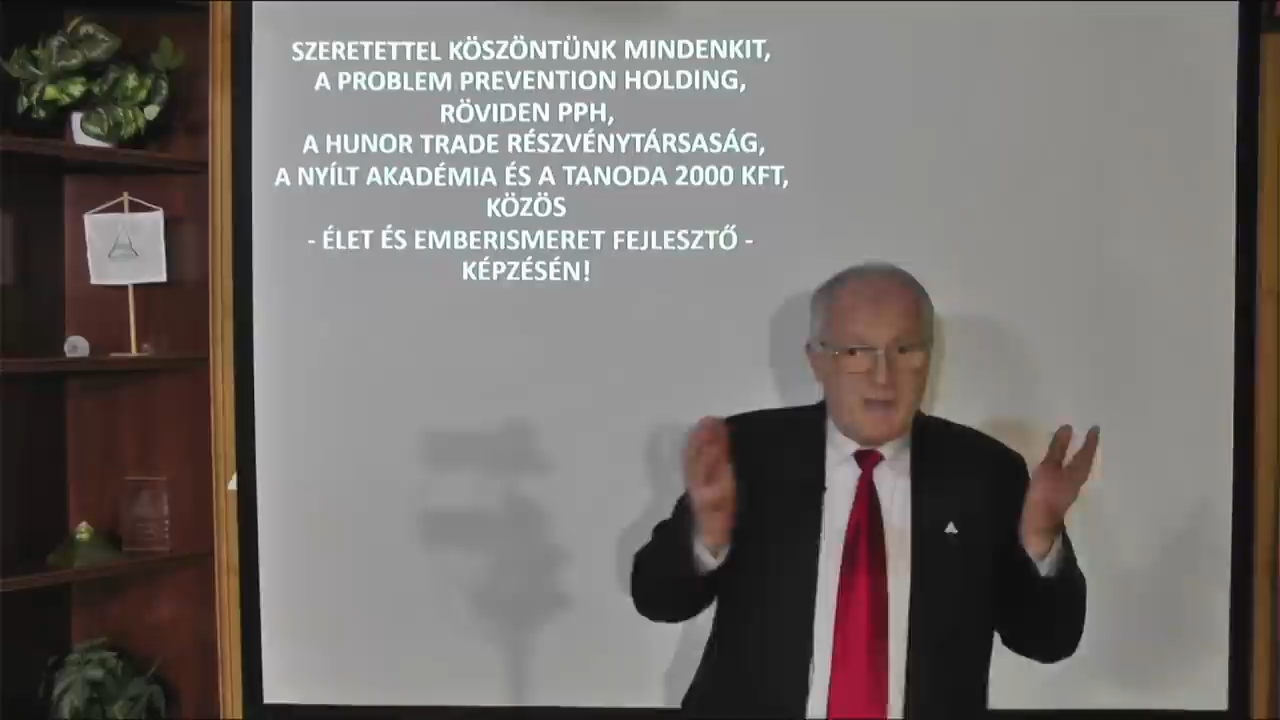 SZERETETTEL KÖSZÖNTÜNK MINDENKIT,
A PROBLEM PREVENTION HOLDING,
RÖVIDEN PPH,
A HUNOR TRADE RÉSZVÉNYTÁRSASÁG,
A NYÍLT AKADÉMIA ÉS A TANODA 2000 KFT,
KÖZÖS
- ÉLET ÉS EMBERISMERET FEJLESZTŐ -
KÉPZÉSÉN!